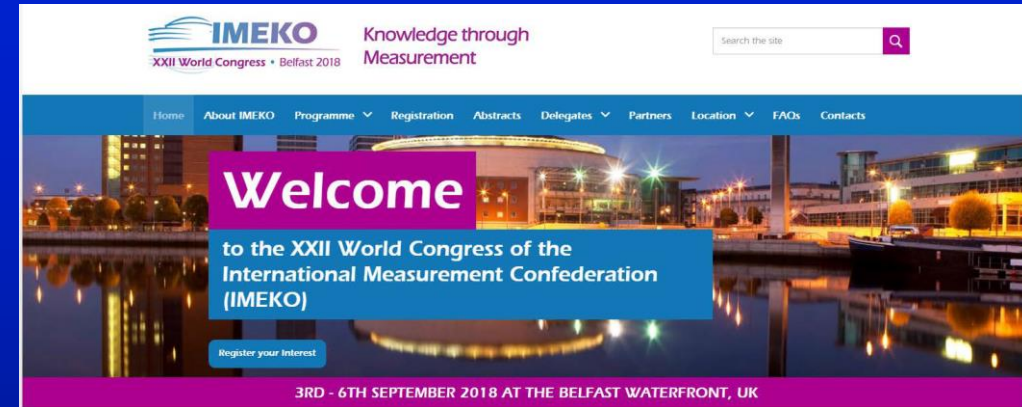 IMEKO
XXII World Congress • Belfast 2018
Knowledge through
Measurement
Search the site
Home About IMEKO Programme Registration Abstracts Delegates Partners Location FAQs Contacts
Welcome
to the XXII World Congress of the
International Measurement Confederation
(IMEKO)
Register your Interest
3RD - 6TH SEPTEMBER 2018 AT THE BELFAST WATERFRONT, UK